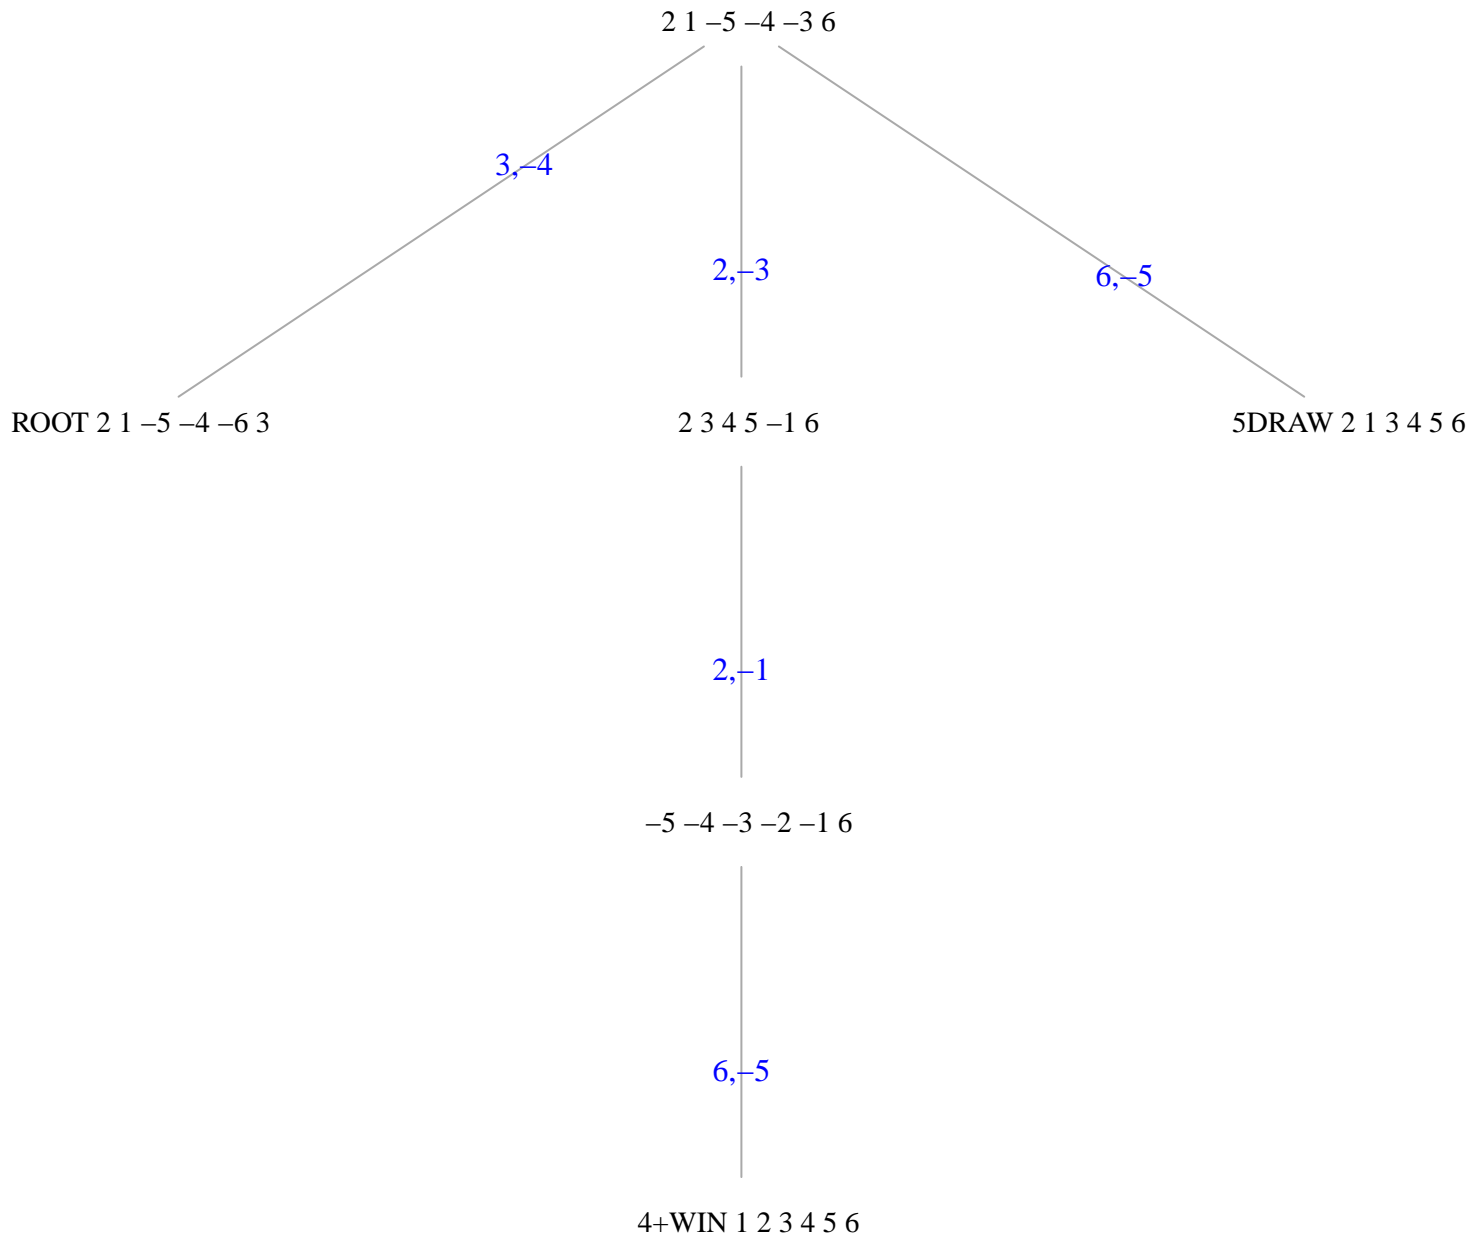 2 1 –5 –4 –3 6
3,–4
2,–3
6,–5
ROOT 2 1 –5 –4 –6 3
2 3 4 5 –1 6
5DRAW 2 1 3 4 5 6
2,–1
–5 –4 –3 –2 –1 6
6,–5
4+WIN 1 2 3 4 5 6